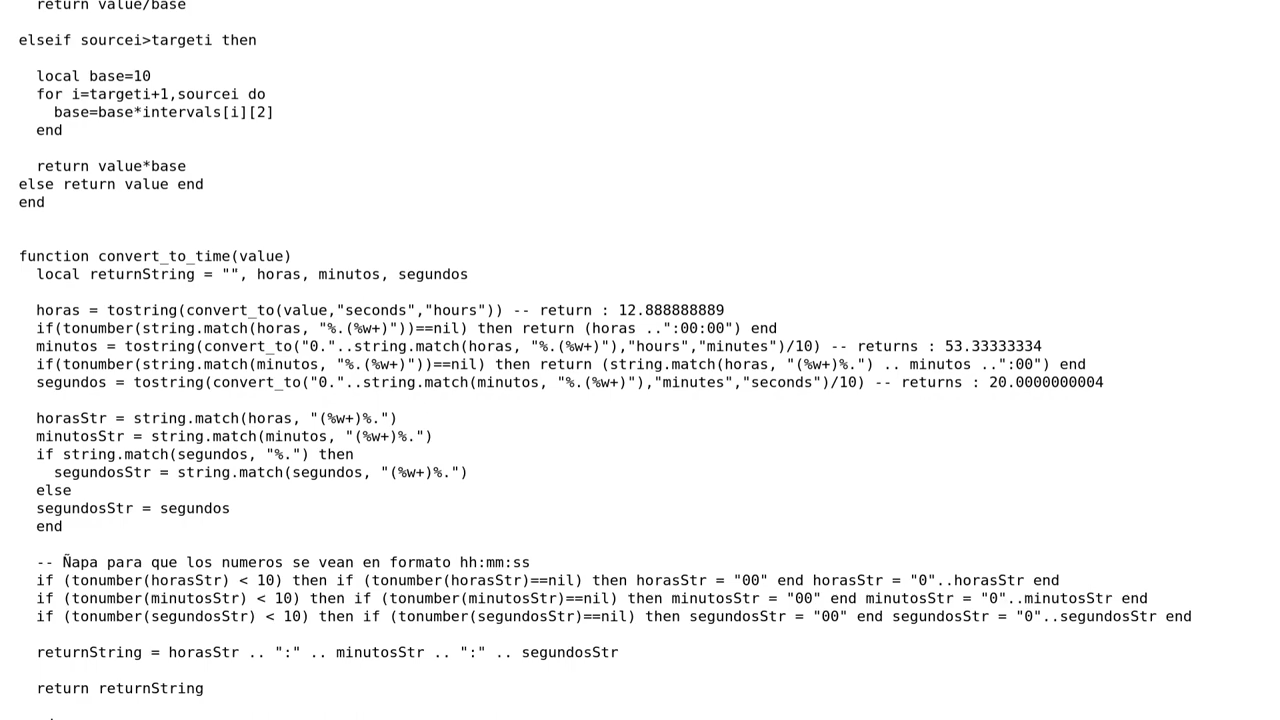 return value/base
elseif sourcei>targeti then
local base=10
for i=targeti+1,sourcei do
base=base*intervals[i][2]
end
return value*base
else return value end
end
function convert_to_time(value)
local returnString = "", horas, minutos, segundos
horas = tostring(convert_to(value,"seconds","hours")) -- return : 12.888888889
if(tonumber(string.match(horas, "%.(%w+)"))==nil) then return (horas ..":00:00") end
minutos = tostring(convert_to("0."..string.match(horas, "%.(%w+)"),"hours","minutes")/10) -- returns : 53.33333334
if(tonumber(string.match(minutos, "%.(%w+)"))==nil) then return (string.match(horas, "(%w+)%.") .. minutos ..":00") end
segundos = tostring(convert_to("0."..string.match(minutos, "%.(%w+)"),"minutes","seconds")/10) -- returns : 20.0000000004
horasStr = string.match(horas, "(%w+)%.")
minutosStr = string.match(minutos, "(%w+)%.")
if string.match(segundos, "%.") then
segundosStr = string.match(segundos, "(%w+)%.")
else
segundosStr = segundos
end
-- Ñapa para que los numeros se vean en formato hh:mm:ss
if (tonumber(horasStr) < 10) then if (tonumber(horasStr)==nil) then horasStr = "00" end horasStr = "0"..horasStr end
if (tonumber(minutosStr) < 10) then if (tonumber(minutosStr)==nil) then minutosStr = "00" end minutosStr = "0"..minutosStr end
if (tonumber(segundosStr) < 10) then if (tonumber(segundosStr)==nil) then segundosStr = "00" end segundosStr = "0"..segundosStr end
returnString = horasStr .. ":" .. minutosStr .. ":" .. segundosStr
return returnString